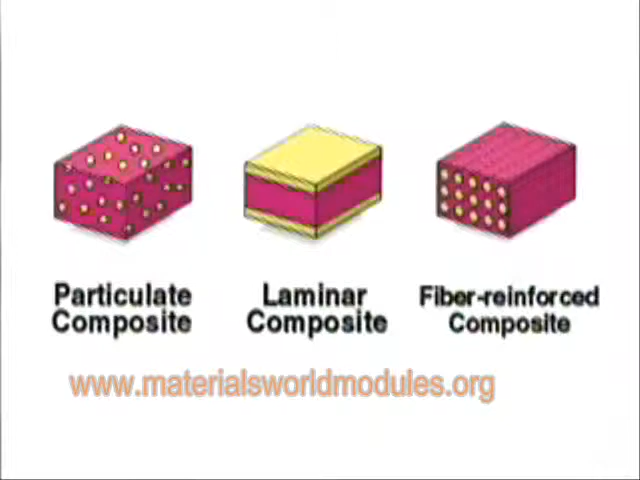 Particulate
Composite
Laminar
Composite
Fiber-reinforced
Composite
www.materialsworldmodules.org